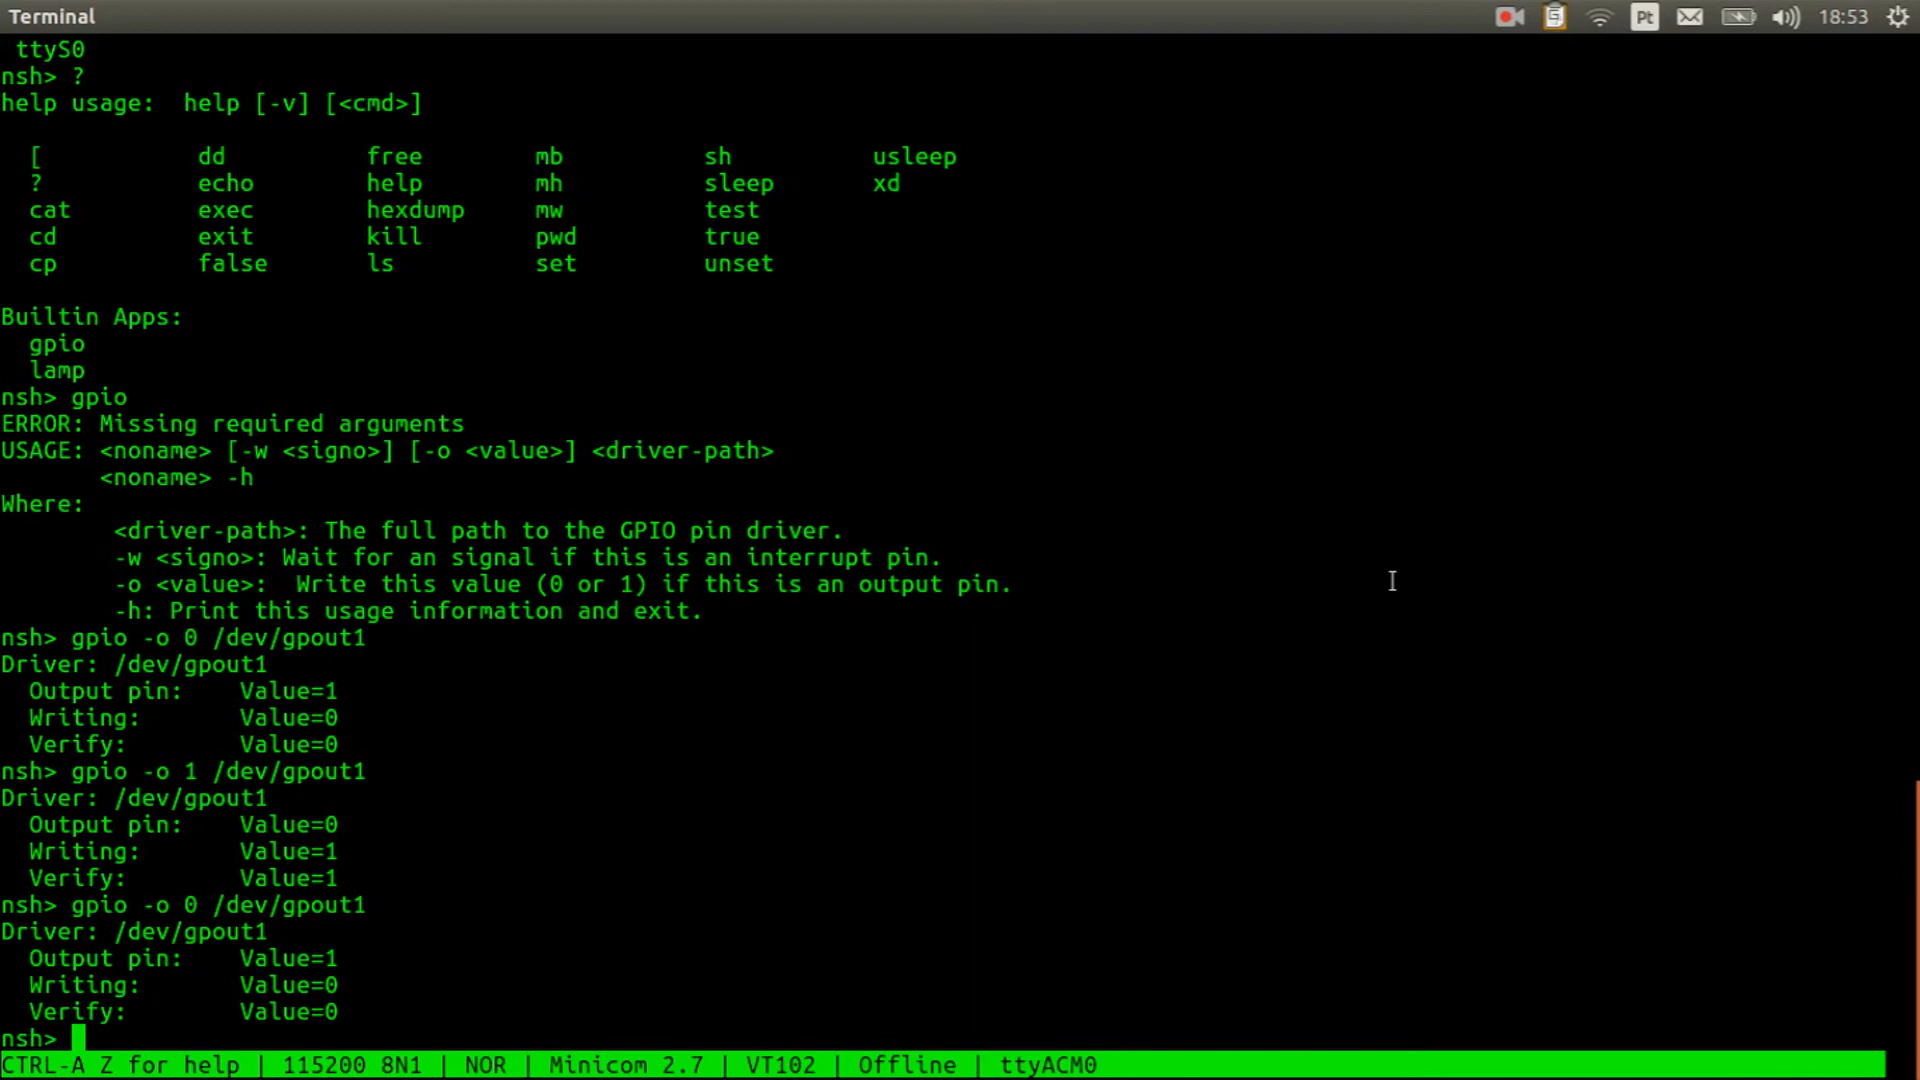 Terminal
Pt
18:53
ttyS0
nsh> ?
help usage:  help [-v] [<cmd>]
[ dd free mb sh usleep
? echo help mh sleep xd
cat exec hexdump mw test
cd exit kill pwd true
cp false ls set unset
Builtin Apps:
gpio
lamp
nsh> gpio
ERROR: Missing required arguments
USAGE: <noname> [-w <signo>] [-o <value>] <driver-path>
<noname> -h
Where:
<driver-path>: The full path to the GPIO pin driver.
-w <signo>: Wait for an signal if this is an interrupt pin.
-o <value>:  Write this value (0 or 1) if this is an output pin.
-h: Print this usage information and exit.
nsh> gpio -o 0 /dev/gpout1
Driver: /dev/gpout1
Output pin: Value=1
Writing: Value=0
Verify: Value=0
nsh> gpio -o 1 /dev/gpout1
Driver: /dev/gpout1
Output pin: Value=0
Writing: Value=1
Verify: Value=1
nsh> gpio -o 0 /dev/gpout1
Driver: /dev/gpout1
Output pin: Value=1
Writing: Value=0
Verify: Value=0
nsh>
CTRL-A Z for help | 115200 8N1 | NOR | Minicom 2.7 | VT102 | Offline | ttyACM0